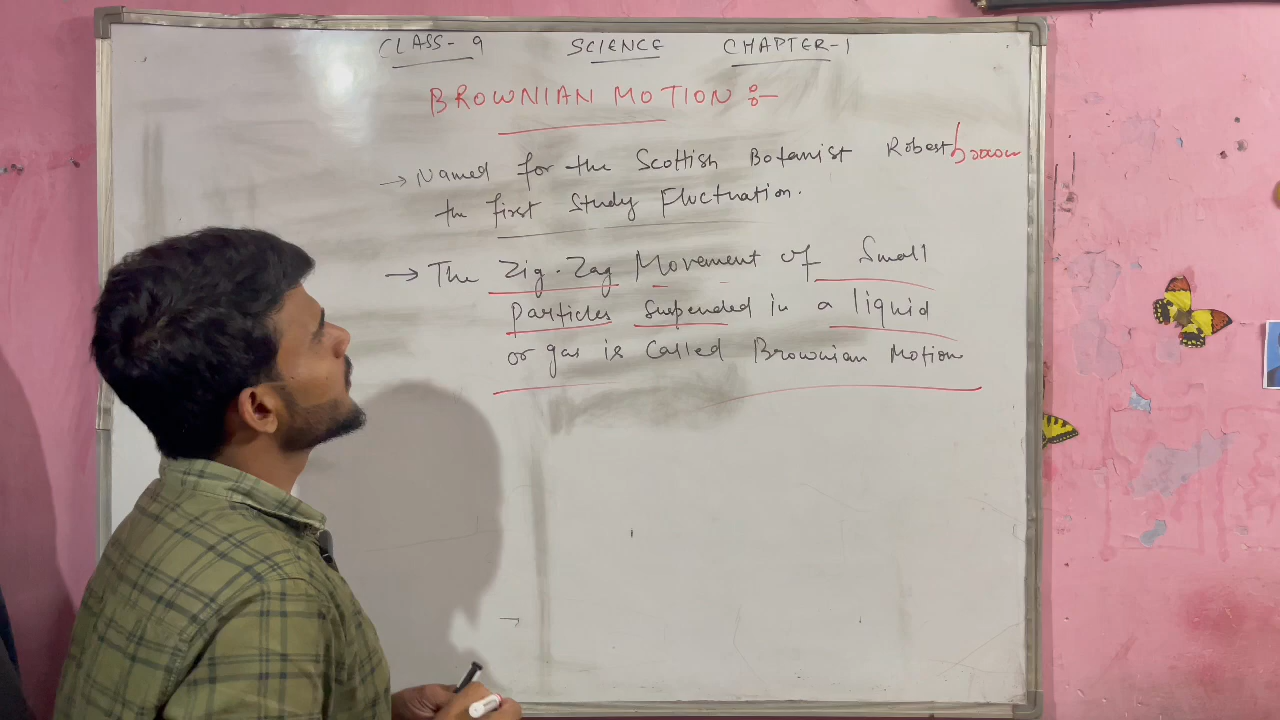 CLASS-9 SCIENCE CHAPTER-1
BROWNIAN MOTION :-
→ Named for the Scottish Botanist Robert
the first Study Fluctuation.
→ The Zig-Zag Movement of Small
Particles Suspended in a liquid
or gas is Called Brownian Motion